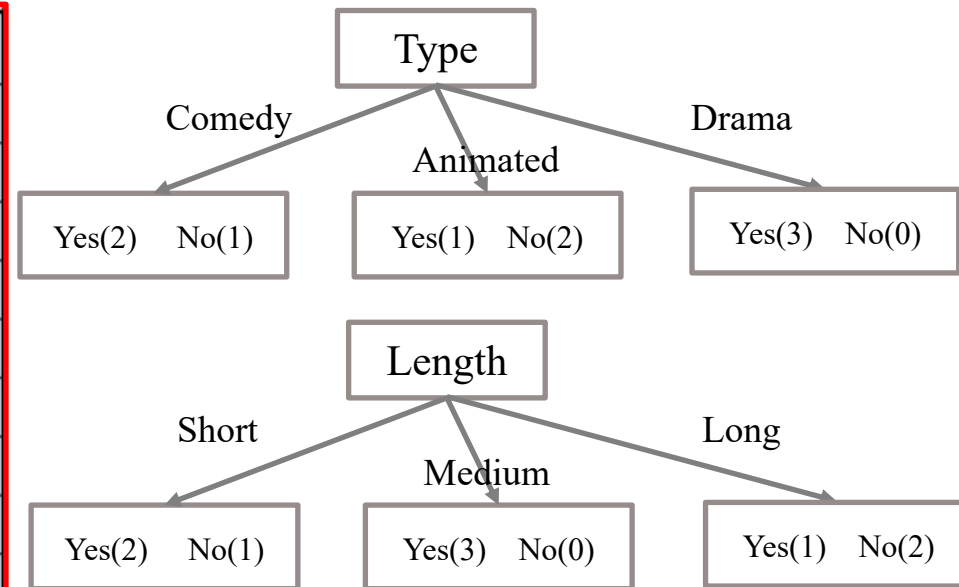 Type
Comedy
Drama
Animated
Yes(2) No(1)
Yes(1) No(2)
Yes(3) No(0)
Length
Short
Long
Medium
Yes(2) No(1)
Yes(3) No(0)
Yes(1) No(2)